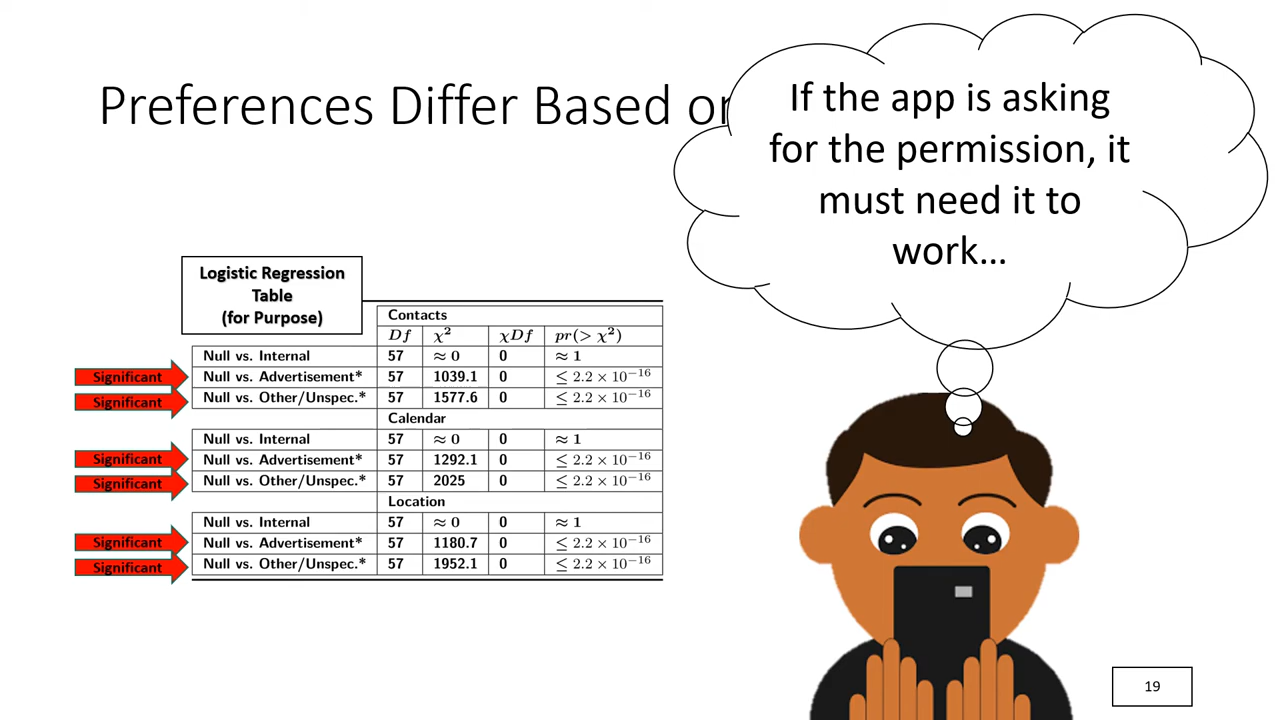 Preferences Differ Based on
If the app is asking
for the permission, it
must need it to
work...
Logistic Regression
Table
(for Purpose)
Contacts
Df χ² χDf pr(> χ²)
Null vs. Internal 57 ≈ 0 0 ≈ 1
Significant Null vs. Advertisement* 57 1039.1 0 ≤ 2.2 × 10⁻¹⁶
Significant Null vs. Other/Unspec.* 57 1577.6 0 ≤ 2.2 × 10⁻¹⁶
Calendar
Null vs. Internal 57 ≈ 0 0 ≈ 1
Significant Null vs. Advertisement* 57 1292.1 0 ≤ 2.2 × 10⁻¹⁶
Significant Null vs. Other/Unspec.* 57 2025 0 ≤ 2.2 × 10⁻¹⁶
Location
Null vs. Internal 57 ≈ 0 0 ≈ 1
Significant Null vs. Advertisement* 57 1180.7 0 ≤ 2.2 × 10⁻¹⁶
Significant Null vs. Other/Unspec.* 57 1952.1 0 ≤ 2.2 × 10⁻¹⁶
19